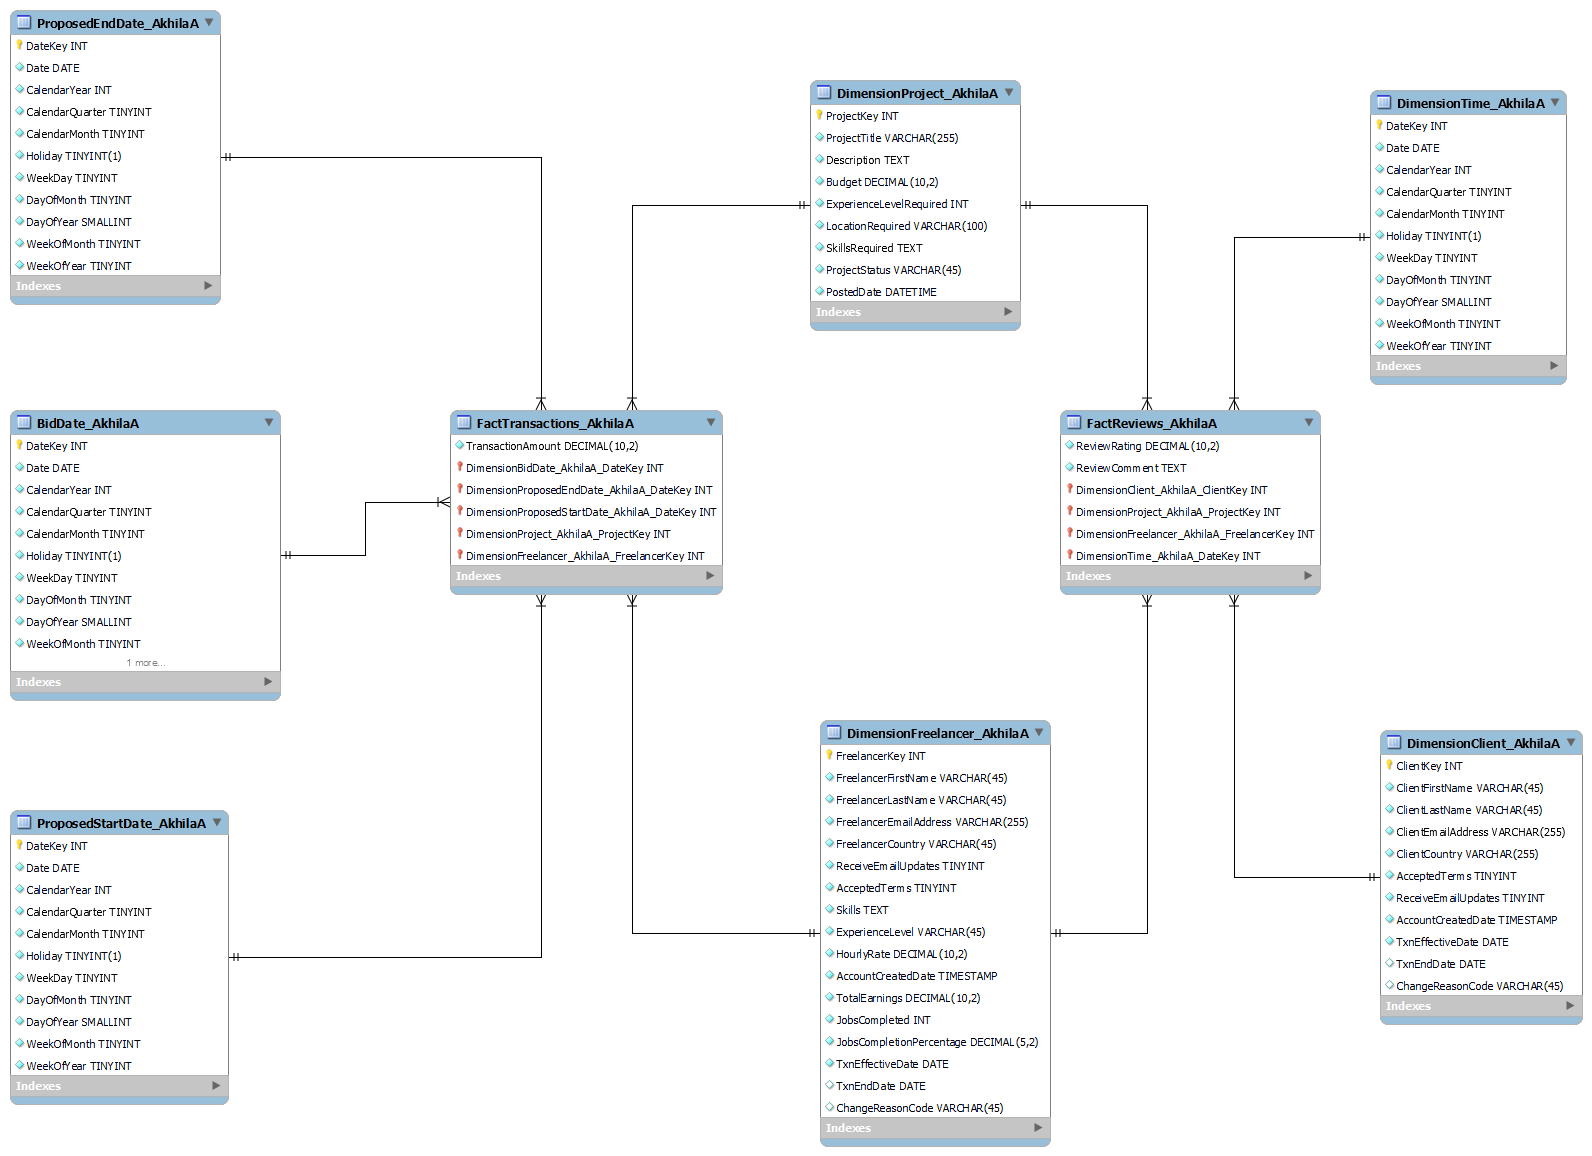 ProposedEndDate_AkhilaA
DateKey INT
Date DATE
CalendarYear INT
CalendarQuarter TINYINT
CalendarMonth TINYINT
Holiday TINYINT(1)
WeekDay TINYINT
DayOfMonth TINYINT
DayOfYear SMALLINT
WeekOfMonth TINYINT
WeekOfYear TINYINT
Indexes
BidDate_AkhilaA
DateKey INT
Date DATE
CalendarYear INT
CalendarQuarter TINYINT
CalendarMonth TINYINT
Holiday TINYINT(1)
WeekDay TINYINT
DayOfMonth TINYINT
DayOfYear SMALLINT
WeekOfMonth TINYINT
1 more...
Indexes
ProposedStartDate_AkhilaA
DateKey INT
Date DATE
CalendarYear INT
CalendarQuarter TINYINT
CalendarMonth TINYINT
Holiday TINYINT(1)
WeekDay TINYINT
DayOfMonth TINYINT
DayOfYear SMALLINT
WeekOfMonth TINYINT
WeekOfYear TINYINT
Indexes
FactTransactions_AkhilaA
TransactionAmount DECIMAL(10,2)
DimensionBidDate_AkhilaA_DateKey INT
DimensionProposedEndDate_AkhilaA_DateKey INT
DimensionProposedStartDate_AkhilaA_DateKey INT
DimensionProject_AkhilaA_ProjectKey INT
DimensionFreelancer_AkhilaA_FreelancerKey INT
Indexes
DimensionProject_AkhilaA
ProjectKey INT
ProjectTitle VARCHAR(255)
Description TEXT
Budget DECIMAL(10,2)
ExperienceLevelRequired INT
LocationRequired VARCHAR(100)
SkillsRequired TEXT
ProjectStatus VARCHAR(45)
PostedDate DATETIME
Indexes
DimensionFreelancer_AkhilaA
FreelancerKey INT
FreelancerFirstName VARCHAR(45)
FreelancerLastName VARCHAR(45)
FreelancerEmailAddress VARCHAR(255)
FreelancerCountry VARCHAR(45)
ReceiveEmailUpdates TINYINT
AcceptedTerms TINYINT
Skills TEXT
ExperienceLevel VARCHAR(45)
HourlyRate DECIMAL(10,2)
AccountCreatedDate TIMESTAMP
TotalEarnings DECIMAL(10,2)
JobsCompleted INT
JobsCompletionPercentage DECIMAL(5,2)
TxnEffectiveDate DATE
TxnEndDate DATE
ChangeReasonCode VARCHAR(45)
Indexes
FactReviews_AkhilaA
ReviewRating DECIMAL(10,2)
ReviewComment TEXT
DimensionClient_AkhilaA_ClientKey INT
DimensionProject_AkhilaA_ProjectKey INT
DimensionFreelancer_AkhilaA_FreelancerKey INT
DimensionTime_AkhilaA_DateKey INT
Indexes
DimensionTime_AkhilaA
DateKey INT
Date DATE
CalendarYear INT
CalendarQuarter TINYINT
CalendarMonth TINYINT
Holiday TINYINT(1)
WeekDay TINYINT
DayOfMonth TINYINT
DayOfYear SMALLINT
WeekOfMonth TINYINT
WeekOfYear TINYINT
Indexes
DimensionClient_AkhilaA
ClientKey INT
ClientFirstName VARCHAR(45)
ClientLastName VARCHAR(45)
ClientEmailAddress VARCHAR(255)
ClientCountry VARCHAR(255)
AcceptedTerms TINYINT
ReceiveEmailUpdates TINYINT
AccountCreatedDate TIMESTAMP
TxnEffectiveDate DATE
TxnEndDate DATE
ChangeReasonCode VARCHAR(45)
Indexes